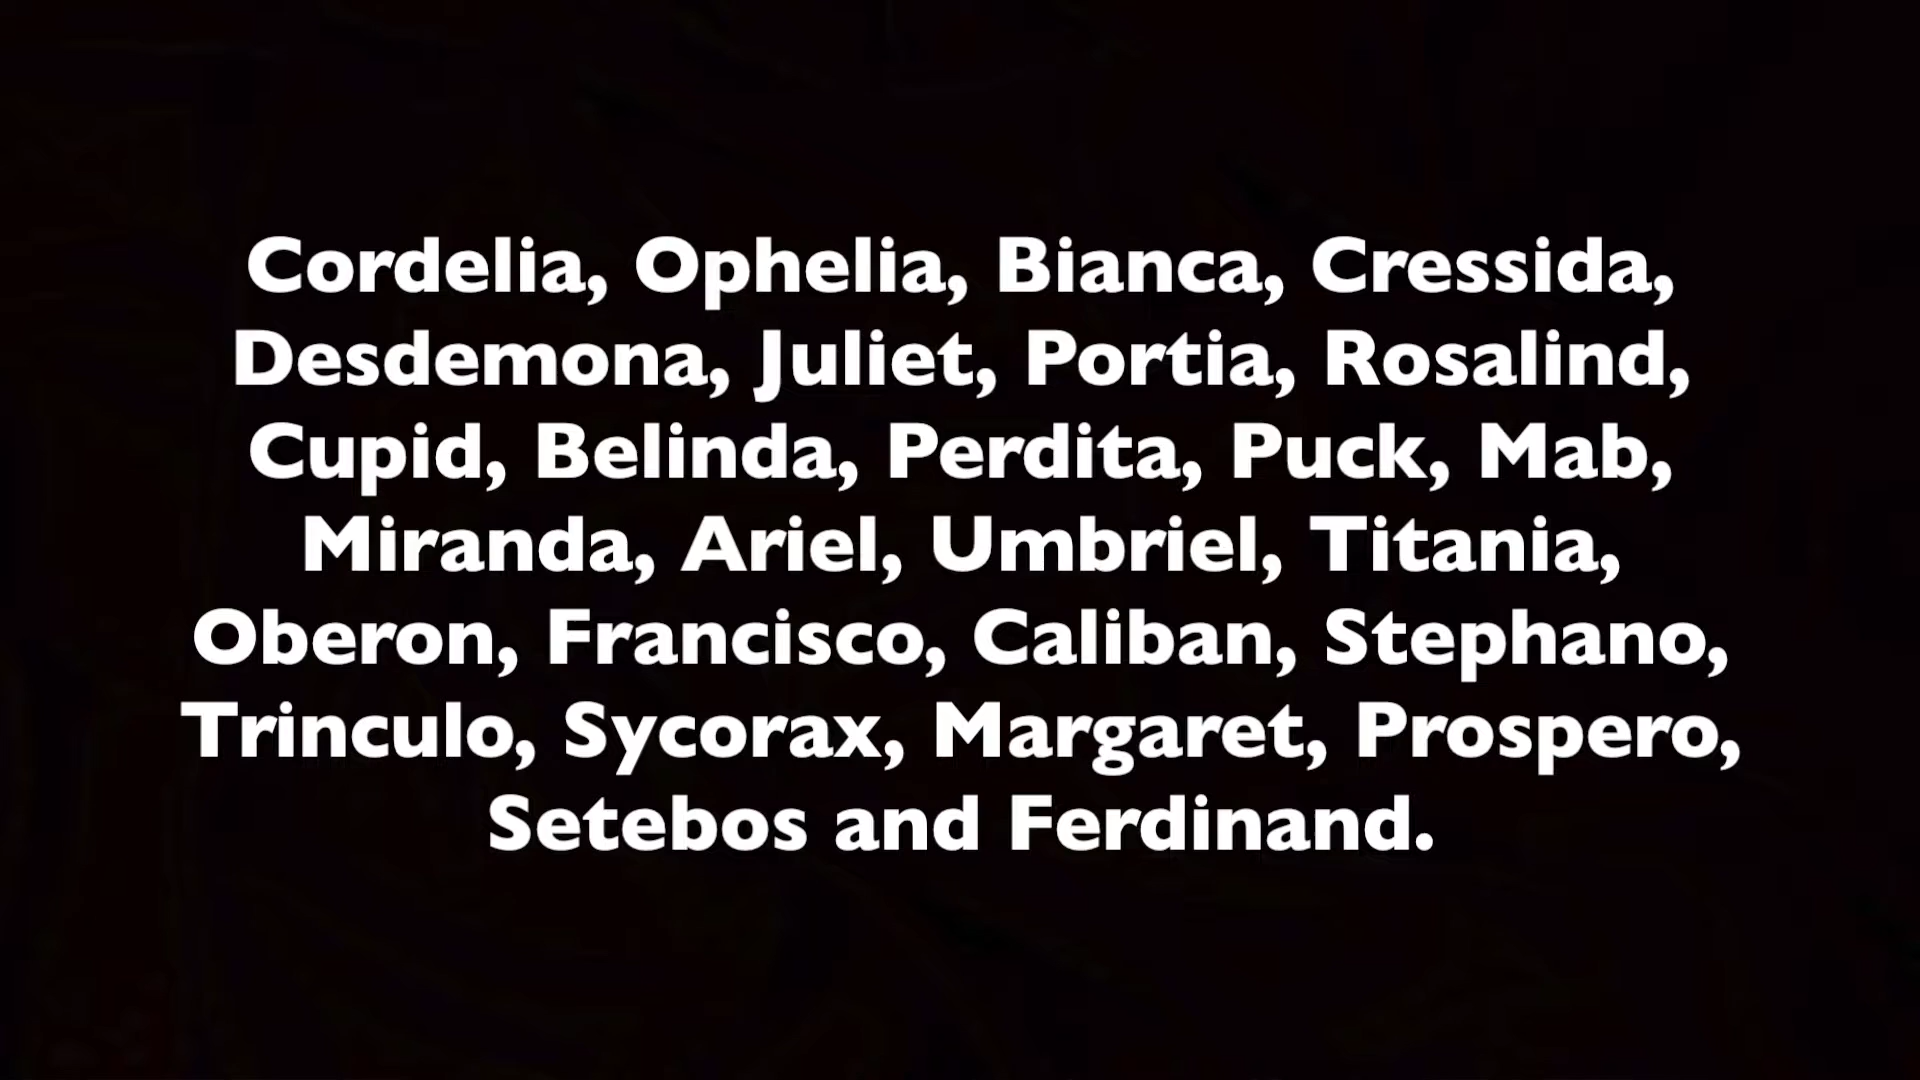 Cordelia, Ophelia, Bianca, Cressida,
Desdemona, Juliet, Portia, Rosalind,
Cupid, Belinda, Perdita, Puck, Mab,
Miranda, Ariel, Umbriel, Titania,
Oberon, Francisco, Caliban, Stephano,
Trinculo, Sycorax, Margaret, Prospero,
Setebos and Ferdinand.